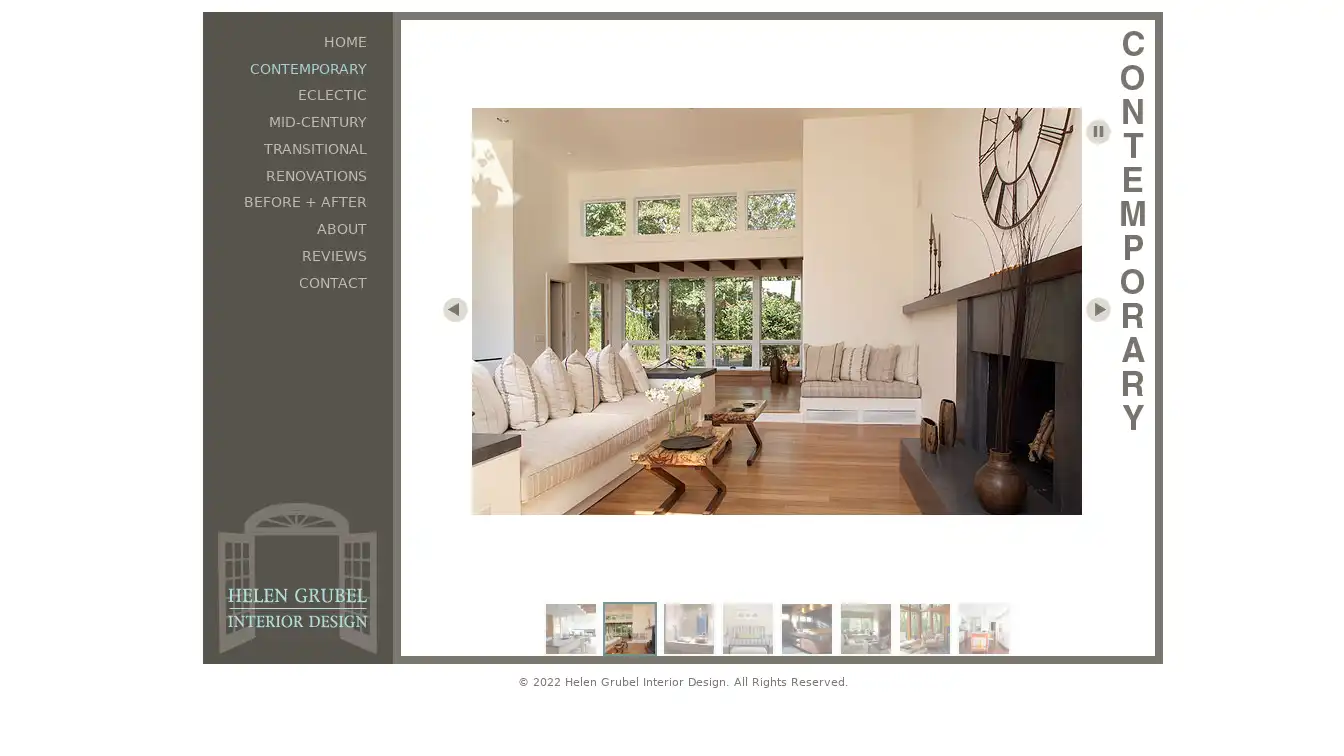 HOME
CONTEMPORARY
ECLECTIC
MID-CENTURY
TRANSITIONAL
RENOVATIONS
BEFORE + AFTER
ABOUT
REVIEWS
CONTACT
HELEN GRUBEL
INTERIOR DESIGN
CONTEMPORARY
© 2022 Helen Grubel Interior Design. All Rights Reserved.